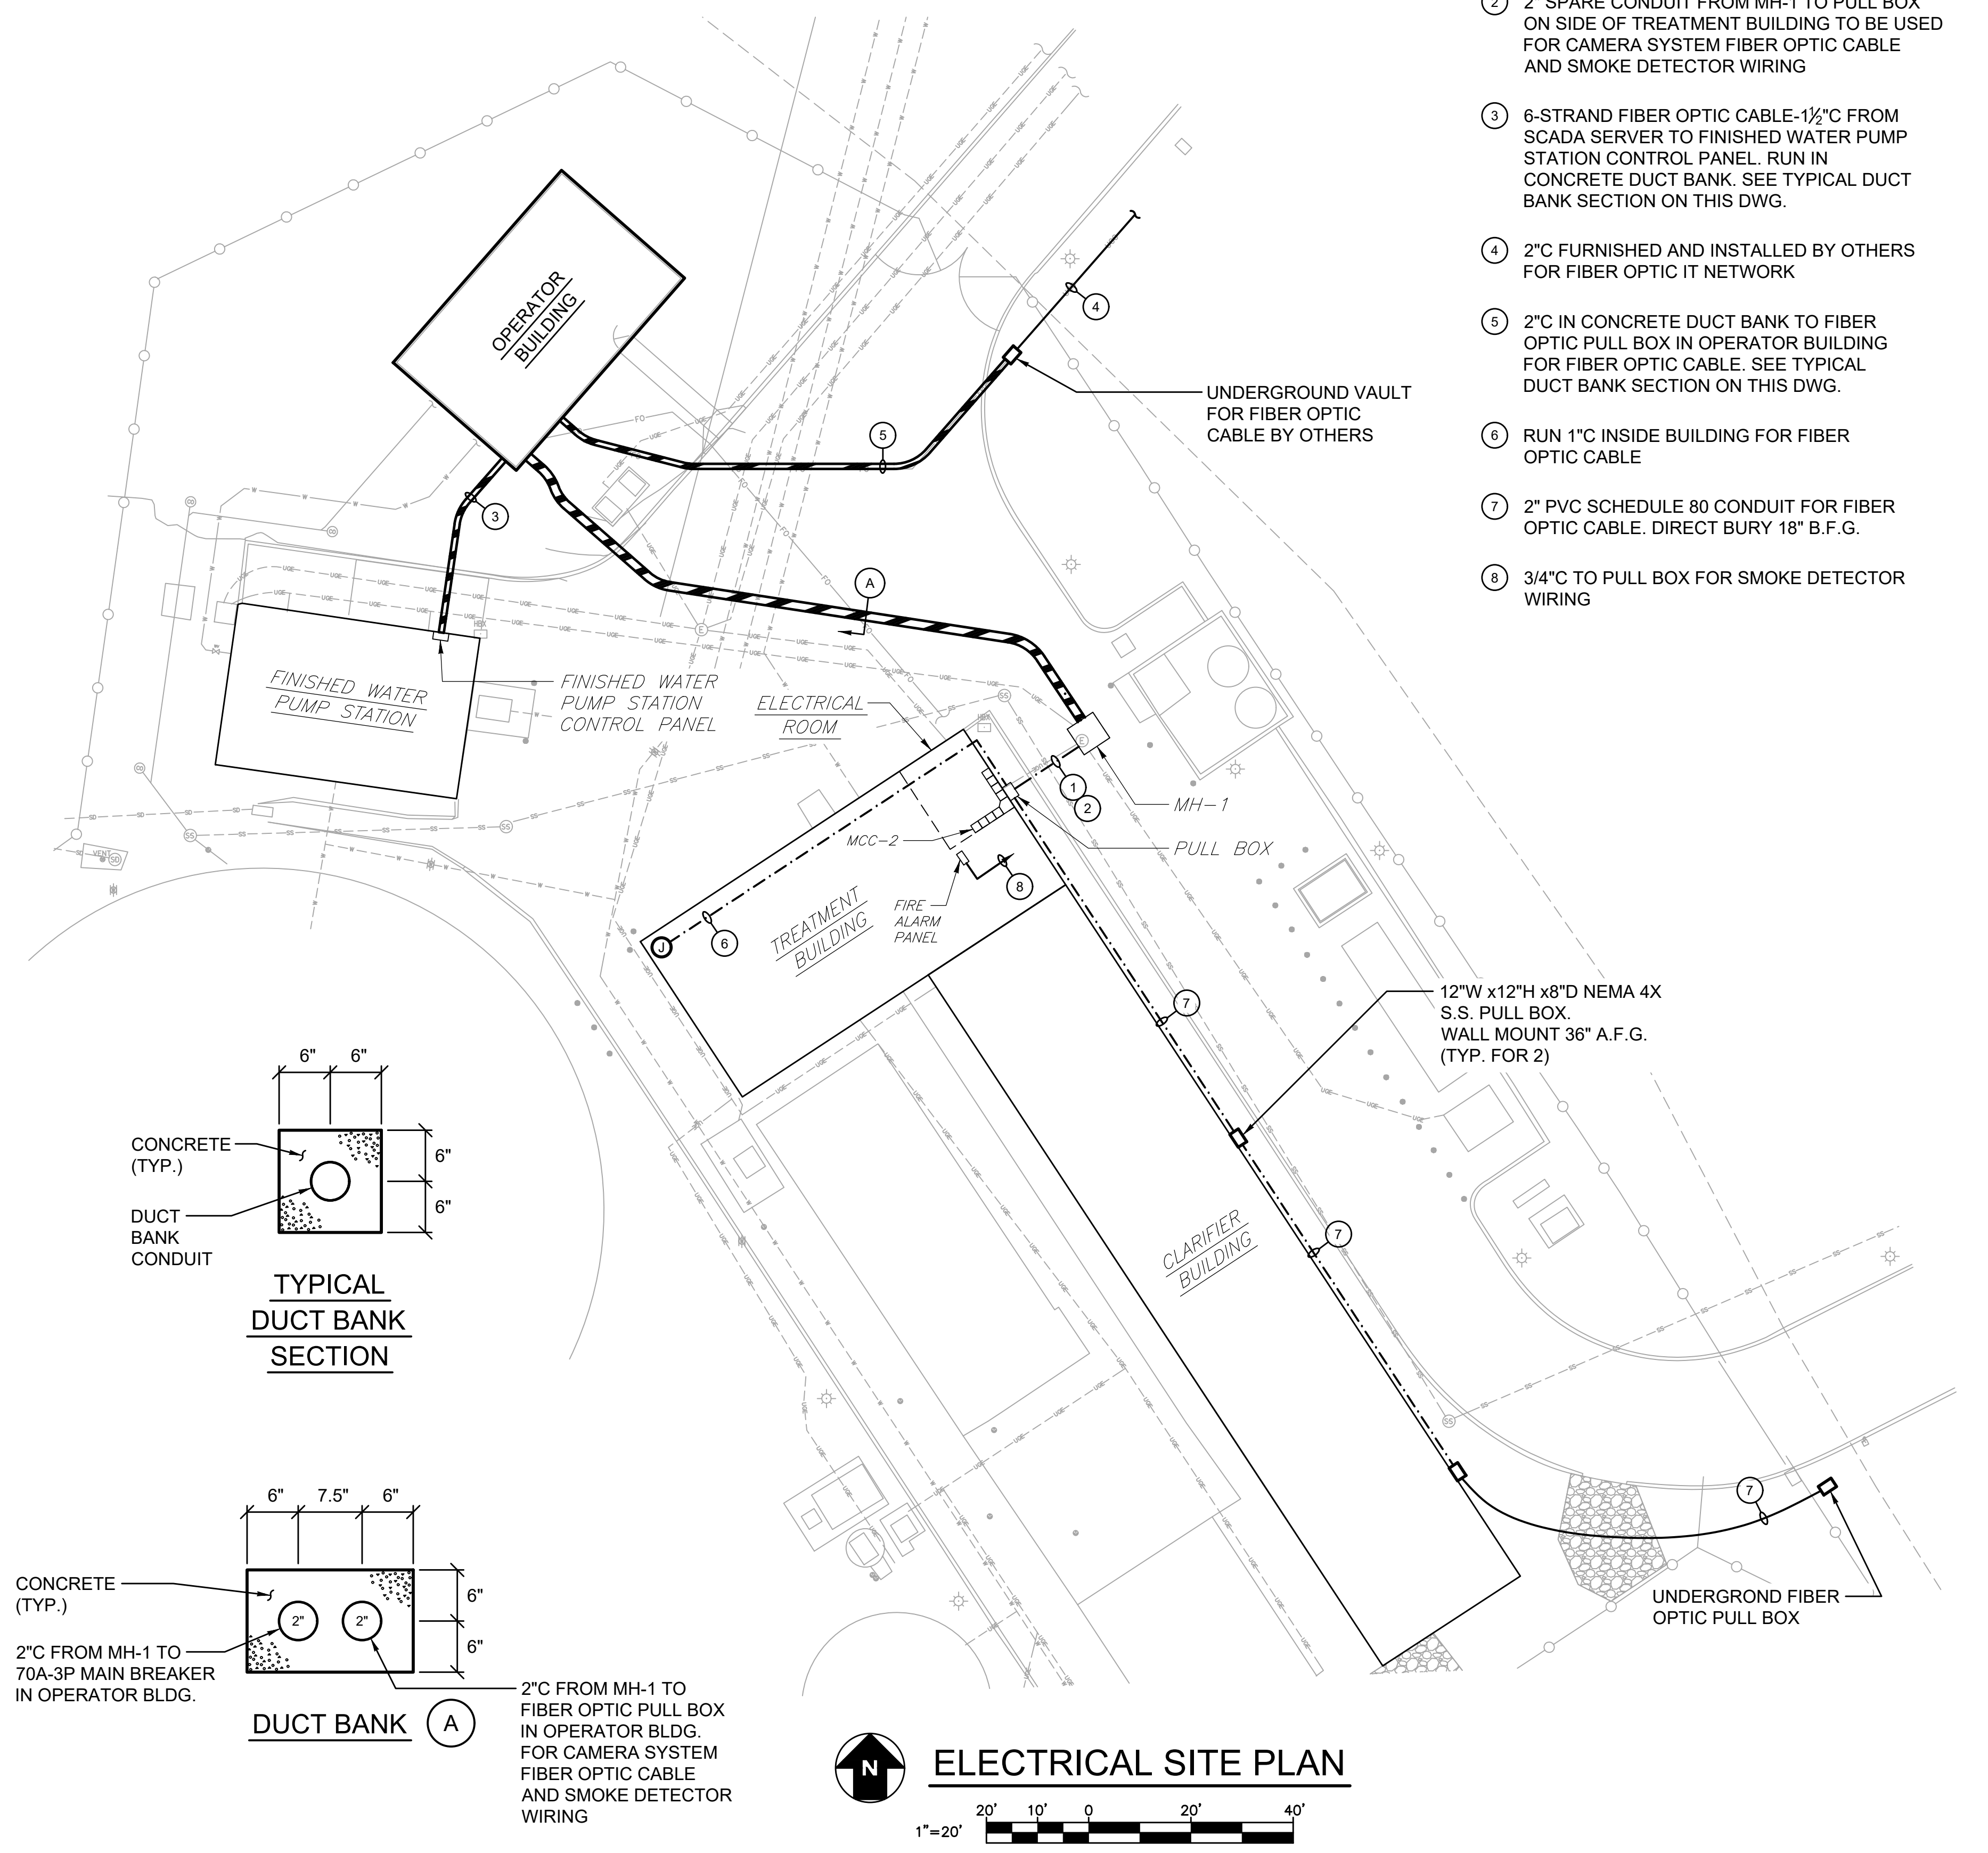 2 2" SPARE CONDUIT FROM MH-1 TO PULL BOX
ON SIDE OF TREATMENT BUILDING TO BE USED
FOR CAMERA SYSTEM FIBER OPTIC CABLE
AND SMOKE DETECTOR WIRING
3 6-STRAND FIBER OPTIC CABLE-1½"C FROM
SCADA SERVER TO FINISHED WATER PUMP
STATION CONTROL PANEL. RUN IN
CONCRETE DUCT BANK. SEE TYPICAL DUCT
BANK SECTION ON THIS DWG.
4 2"C FURNISHED AND INSTALLED BY OTHERS
FOR FIBER OPTIC IT NETWORK
5 2"C IN CONCRETE DUCT BANK TO FIBER
OPTIC PULL BOX IN OPERATOR BUILDING
FOR FIBER OPTIC CABLE. SEE TYPICAL
DUCT BANK SECTION ON THIS DWG.
6 RUN 1"C INSIDE BUILDING FOR FIBER
OPTIC CABLE
7 2" PVC SCHEDULE 80 CONDUIT FOR FIBER
OPTIC CABLE. DIRECT BURY 18" B.F.G.
8 3/4"C TO PULL BOX FOR SMOKE DETECTOR
WIRING
OPERATOR
BUILDING
4
UNDERGROUND VAULT
FOR FIBER OPTIC
CABLE BY OTHERS
5
3
A
HBX
FINISHED WATER
PUMP STATION
FINISHED WATER
PUMP STATION
CONTROL PANEL
ELECTRICAL
ROOM
1
2
MH-1
MCC-2
PULL BOX
8
FIRE
ALARM
PANEL
TREATMENT
BUILDING
6
J
VENT
7
12"W x12"H x8"D NEMA 4X
S.S. PULL BOX.
WALL MOUNT 36" A.F.G.
(TYP. FOR 2)
7
CLARIFIER
BUILDING
7
UNDERGROND FIBER
OPTIC PULL BOX
6" 6"
CONCRETE
(TYP.)
6"
6"
DUCT
BANK
CONDUIT
TYPICAL
DUCT BANK
SECTION
6" 7.5" 6"
CONCRETE
(TYP.)
2" 2"
6"
6"
2"C FROM MH-1 TO
70A-3P MAIN BREAKER
IN OPERATOR BLDG.
DUCT BANK A
2"C FROM MH-1 TO
FIBER OPTIC PULL BOX
IN OPERATOR BLDG.
FOR CAMERA SYSTEM
FIBER OPTIC CABLE
AND SMOKE DETECTOR
WIRING
N
ELECTRICAL SITE PLAN
20' 10' 0 20' 40'
1"=20'